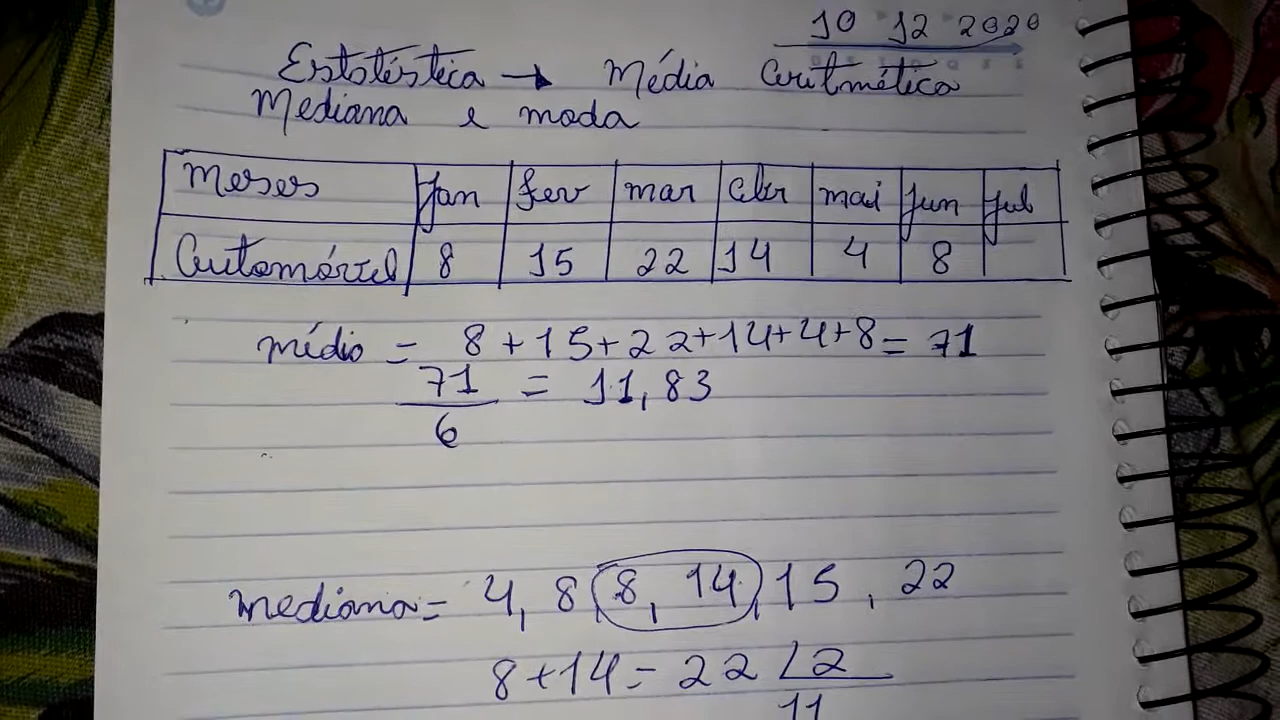 10 12 2020
Estatística → Média Aritmética
Mediana e moda
Meses Jan fev mar abr mai Jun Jul
Automóvel 8 15 22 14 4 8
médio = 8 + 15 + 22 + 14 + 4 + 8 = 71
71 = 11,83
6
mediana = 4, 8, 8, 14, 15, 22
8 + 14 = 22 2
11